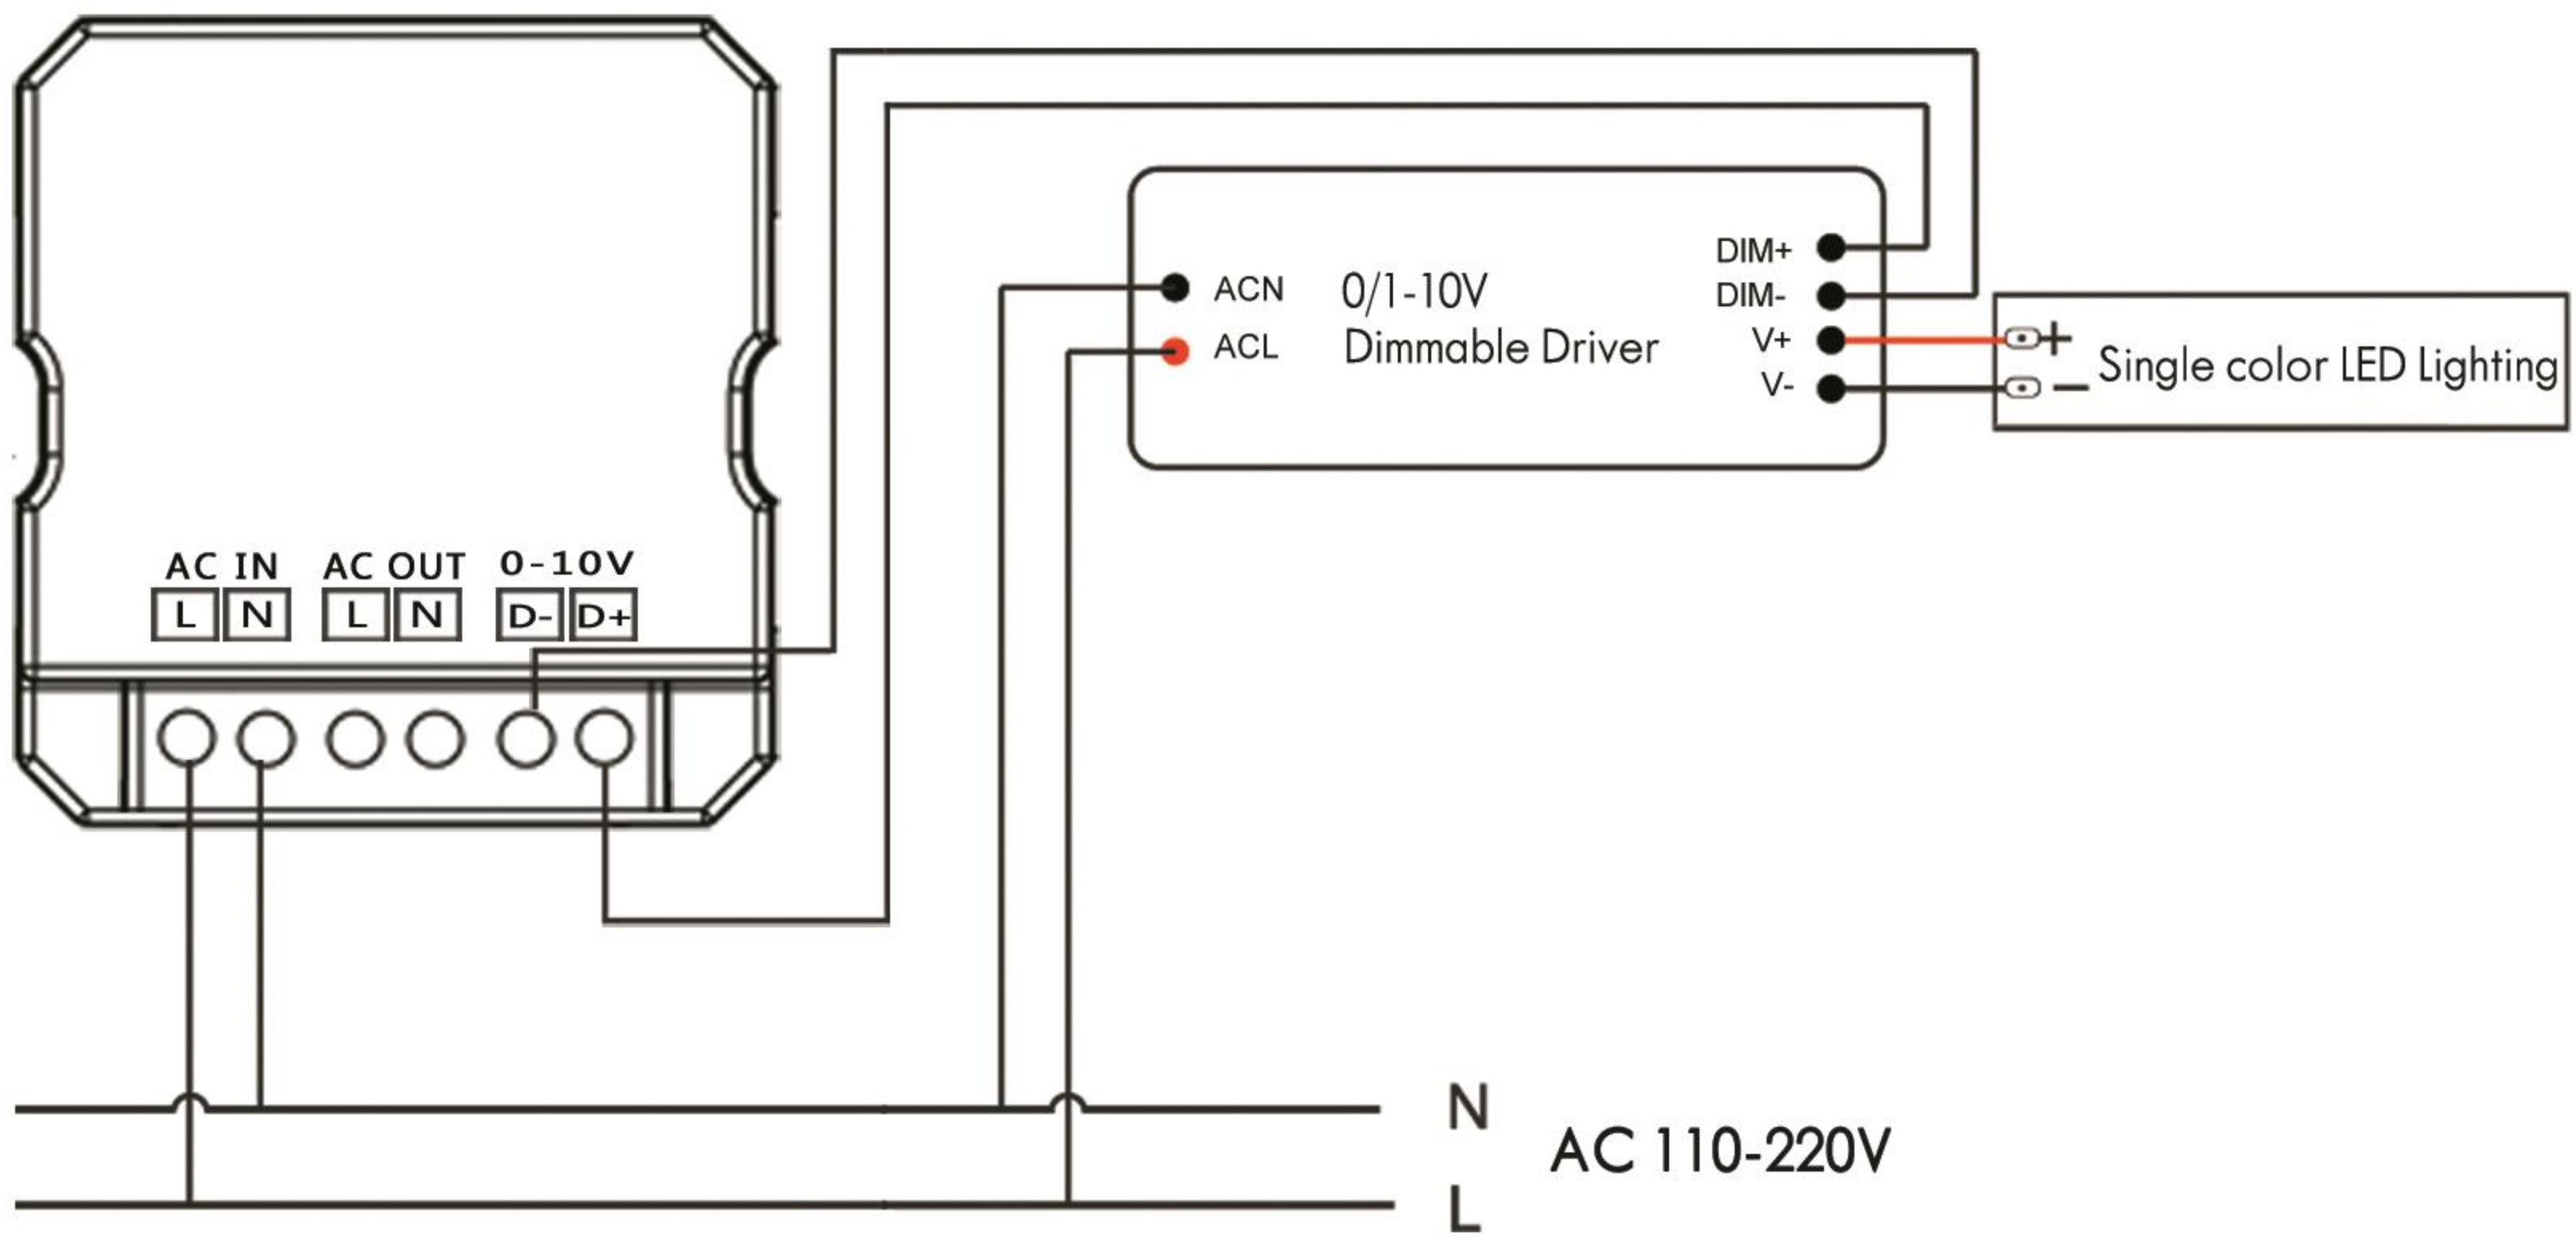 AC IN AC OUT 0-10V
L N L N D- D+
ACN
ACL
0/1-10V
Dimmable Driver
DIM+
DIM-
V+
V-
+
Single color LED Lighting
–
N
AC 110-220V
L